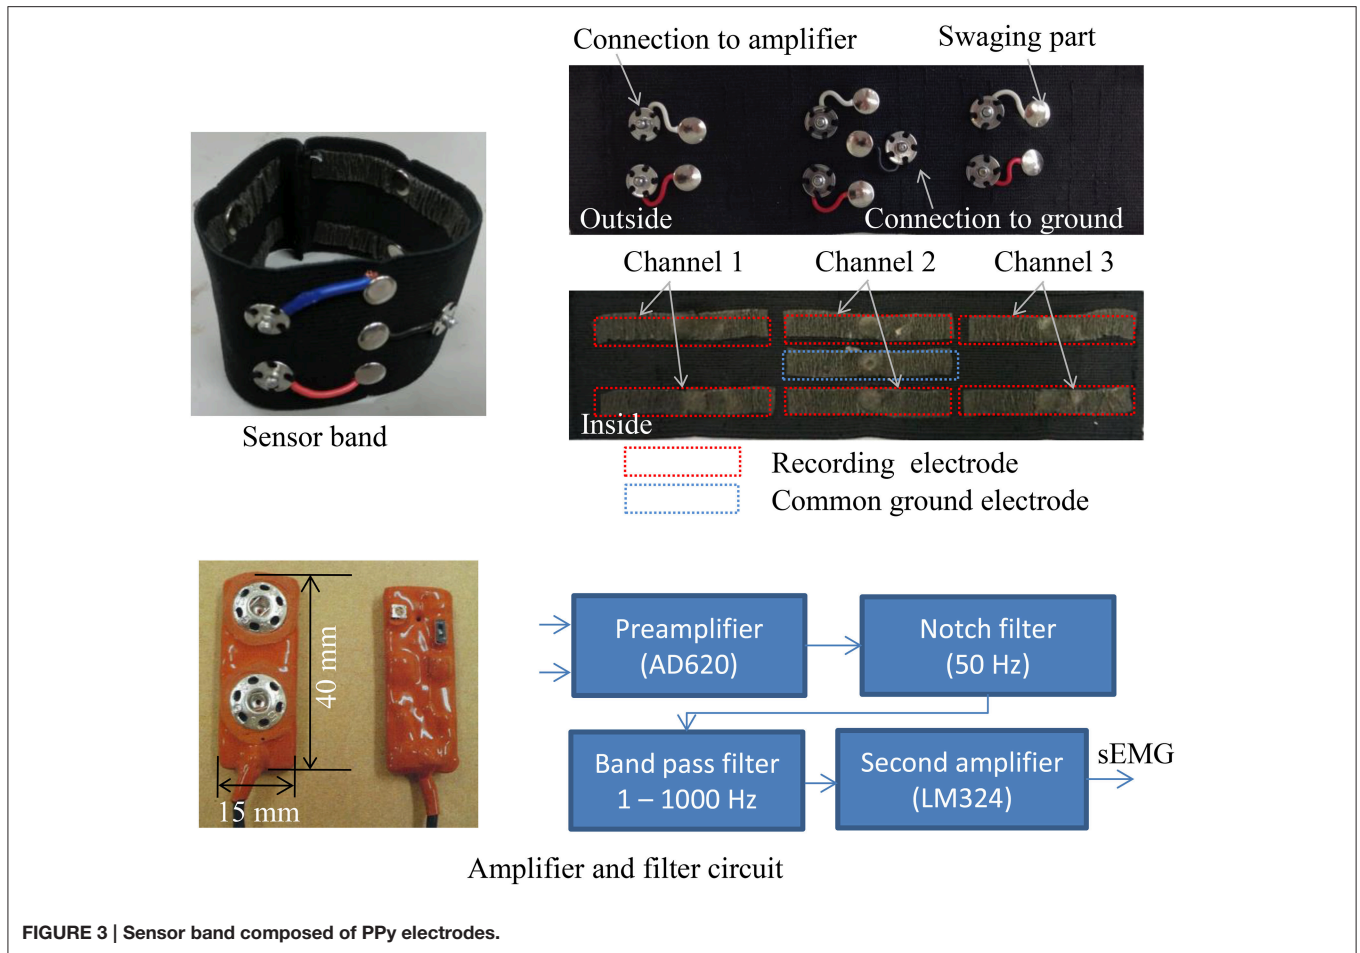 Connection to amplifier
Swaging part
Outside
Connection to ground
Sensor band
Channel 1
Channel 2
Channel 3
Inside
Recording electrode
Common ground electrode
40 mm
15 mm
Preamplifier
(AD620)
Notch filter
(50 Hz)
Band pass filter
1 – 1000 Hz
Second amplifier
(LM324)
sEMG
Amplifier and filter circuit
FIGURE 3 | Sensor band composed of PPy electrodes.